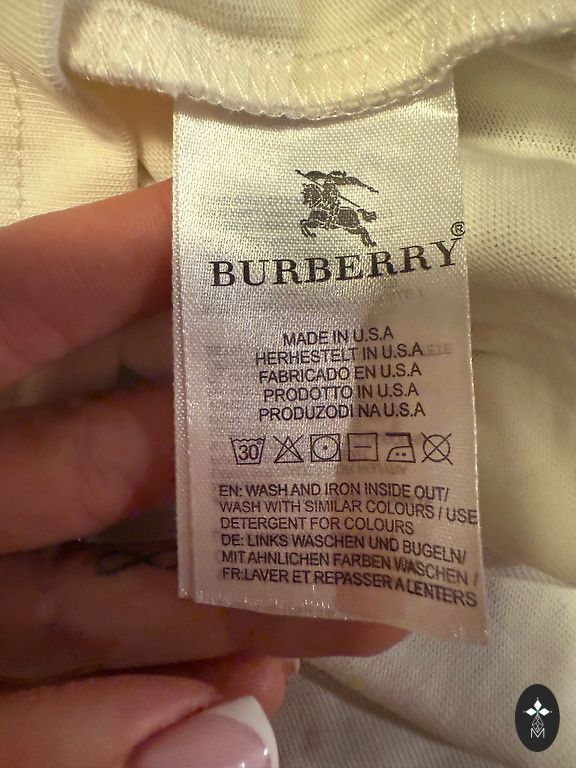 BURBERRY®
MADE IN U.S.A
HERHESTELT IN U.S.A
FABRICADO EN U.S.A
PRODOTTO IN U.S.A
PRODUZODI NA U.S.A
30
EN: WASH AND IRON INSIDE OUT/
WASH WITH SIMILAR COLOURS / USE
DETERGENT FOR COLOURS
DE: LINKS WASCHEN UND BUGELN/
MIT AHNLICHEN FARBEN WASCHEN /
FR:LAVER ET REPASSER A LENTERS
M